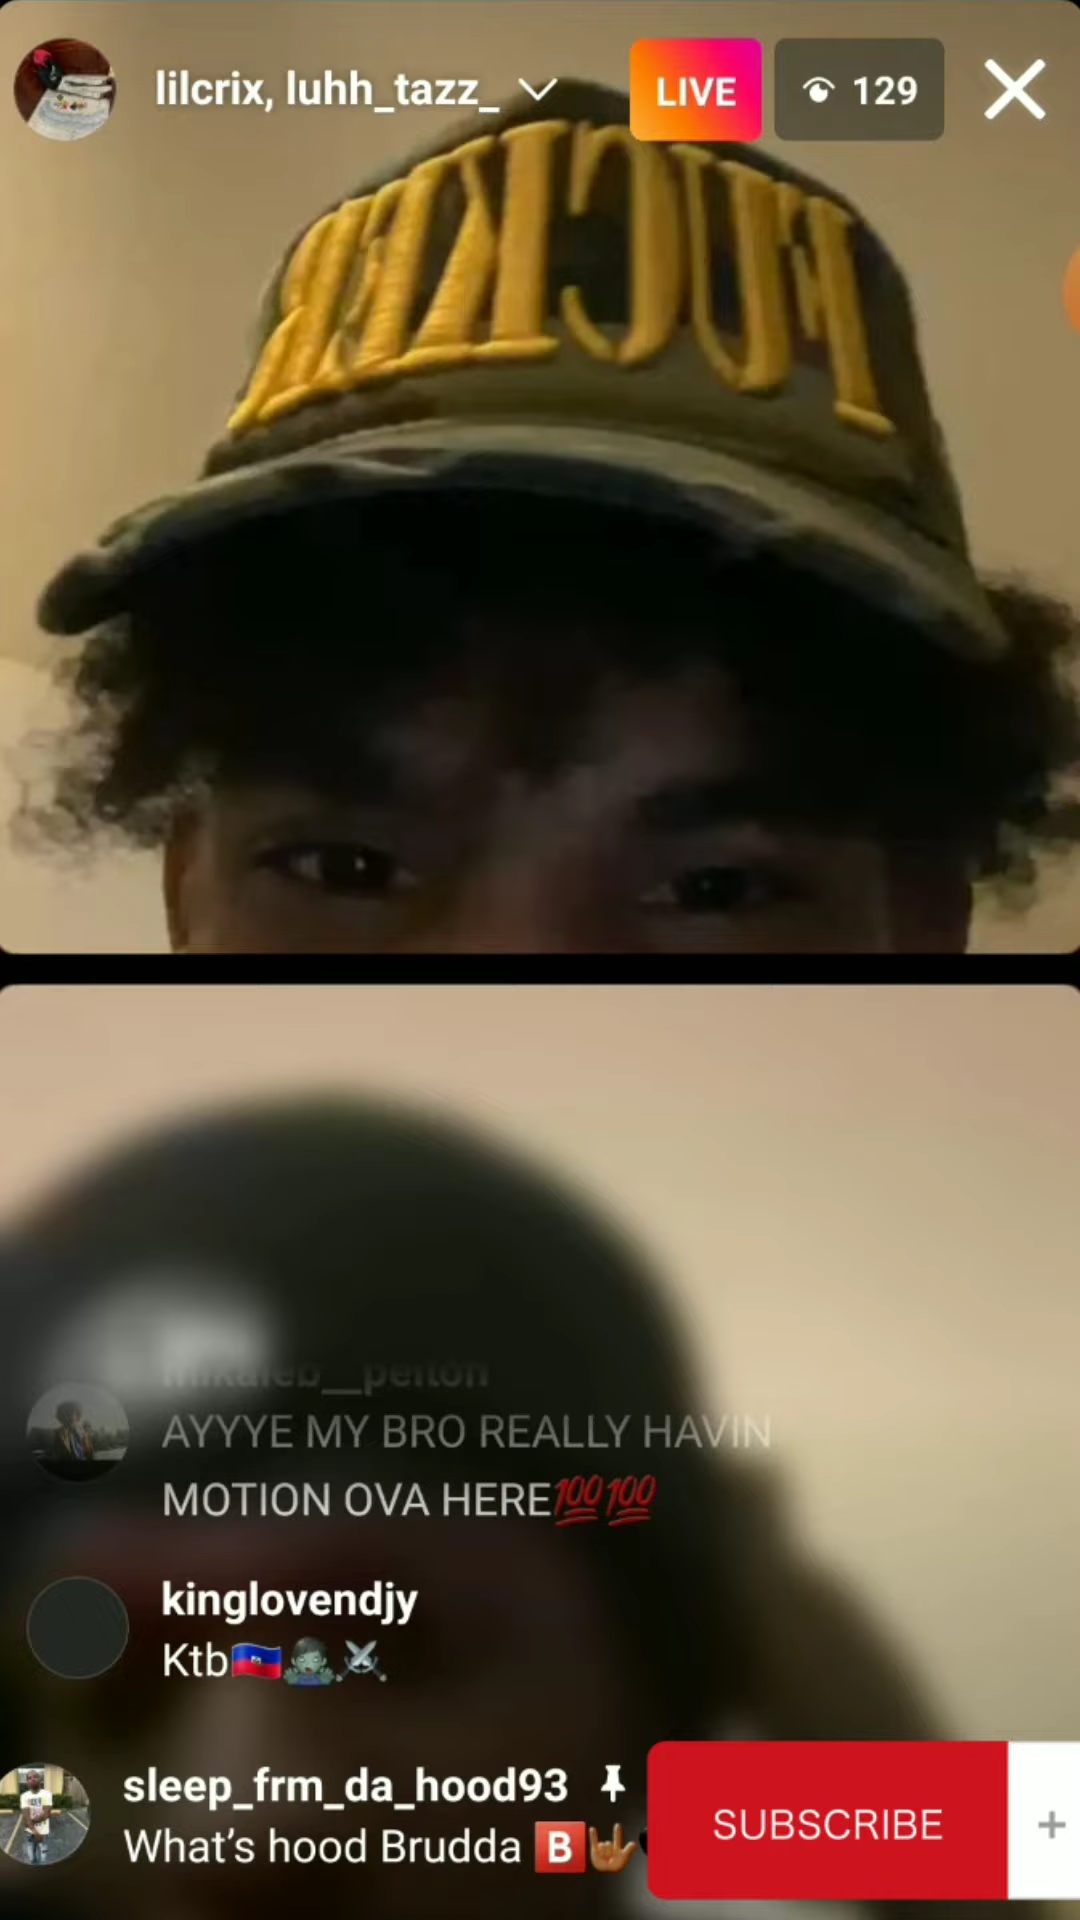 lilcrix, luhh_tazz_
LIVE
129
FUCKER
mikaleb__pelton
AYYYE MY BRO REALLY HAVIN
MOTION OVA HERE💯💯
kinglovendjy
Ktb🇭🇹🧟‍♂️⚔️
sleep_frm_da_hood93
What’s hood Brudda 🅱🤟🏾
SUBSCRIBE